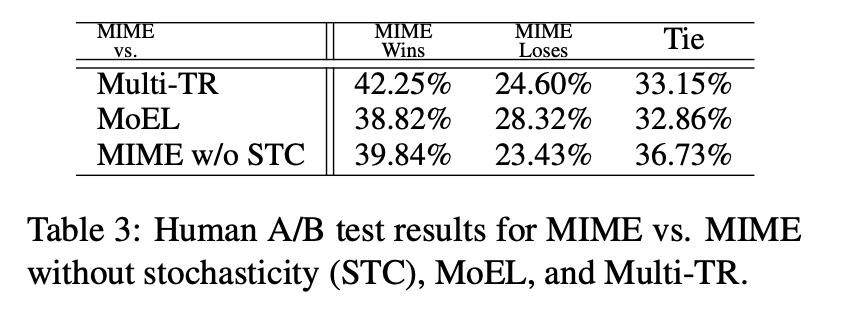 MIME vs. MIME Wins MIME Loses Tie
Multi-TR 42.25% 24.60% 33.15%
MoEL 38.82% 28.32% 32.86%
MIME w/o STC 39.84% 23.43% 36.73%
Table 3: Human A/B test results for MIME vs. MIME
without stochasticity (STC), MoEL, and Multi-TR.